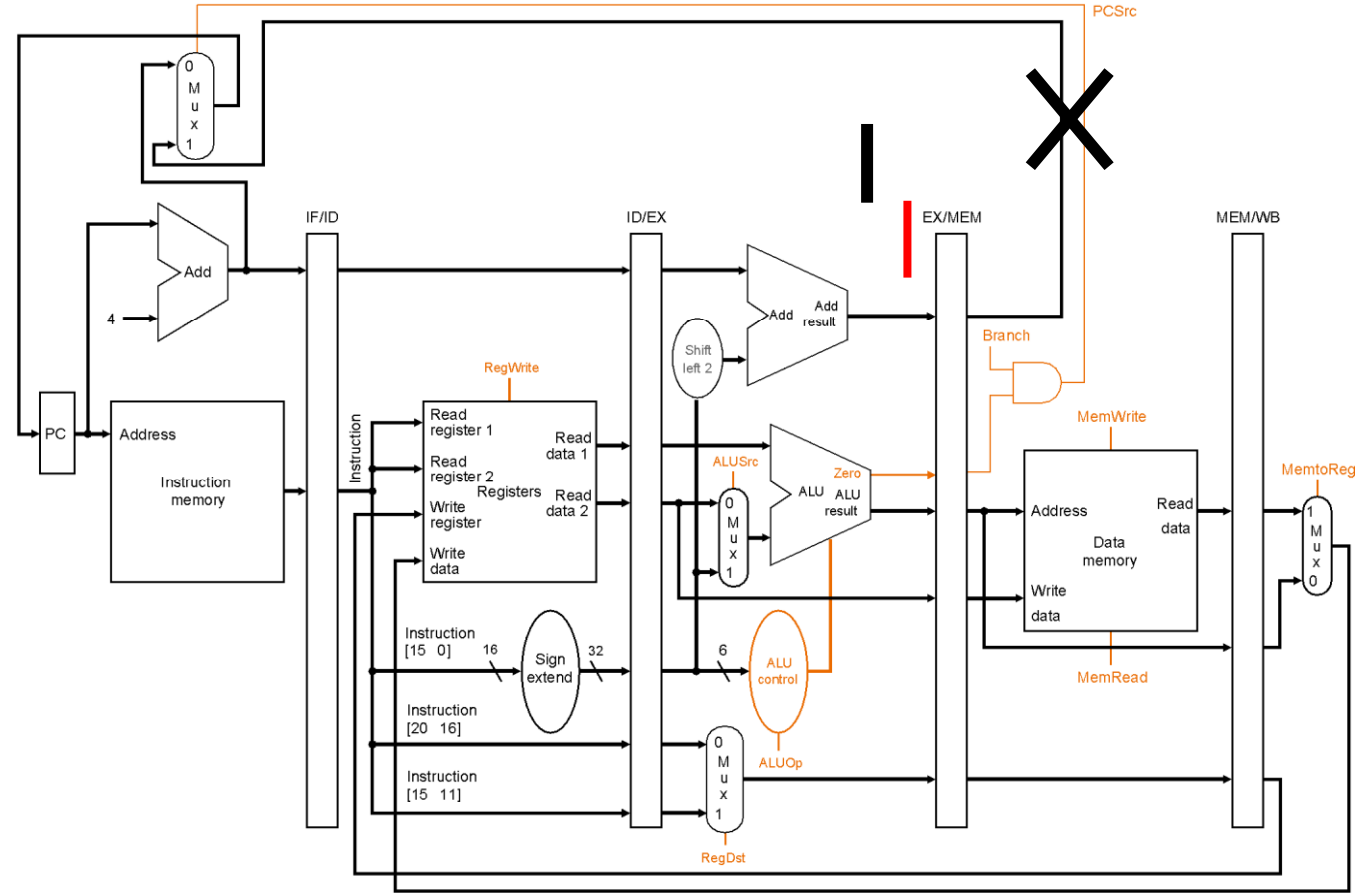 PCSrc
0
M
u
x
1
IF/ID
ID/EX
EX/MEM
MEM/WB
Add
4
Add
Add
result
Shift
left 2
Branch
RegWrite
PC
Address
Instruction
memory
Instruction
Read
register 1
Read
register 2
Write
register
Write
data
Registers
Read
data 1
Read
data 2
ALUSrc
0
M
u
x
1
Zero
ALU
ALU
result
MemWrite
Address
Read
data
Data
memory
Write
data
MemRead
MemtoReg
1
M
u
x
0
Instruction
[15 0]
16
Sign
extend
32
6
ALU
control
ALUOp
Instruction
[20 16]
Instruction
[15 11]
0
M
u
x
1
RegDst